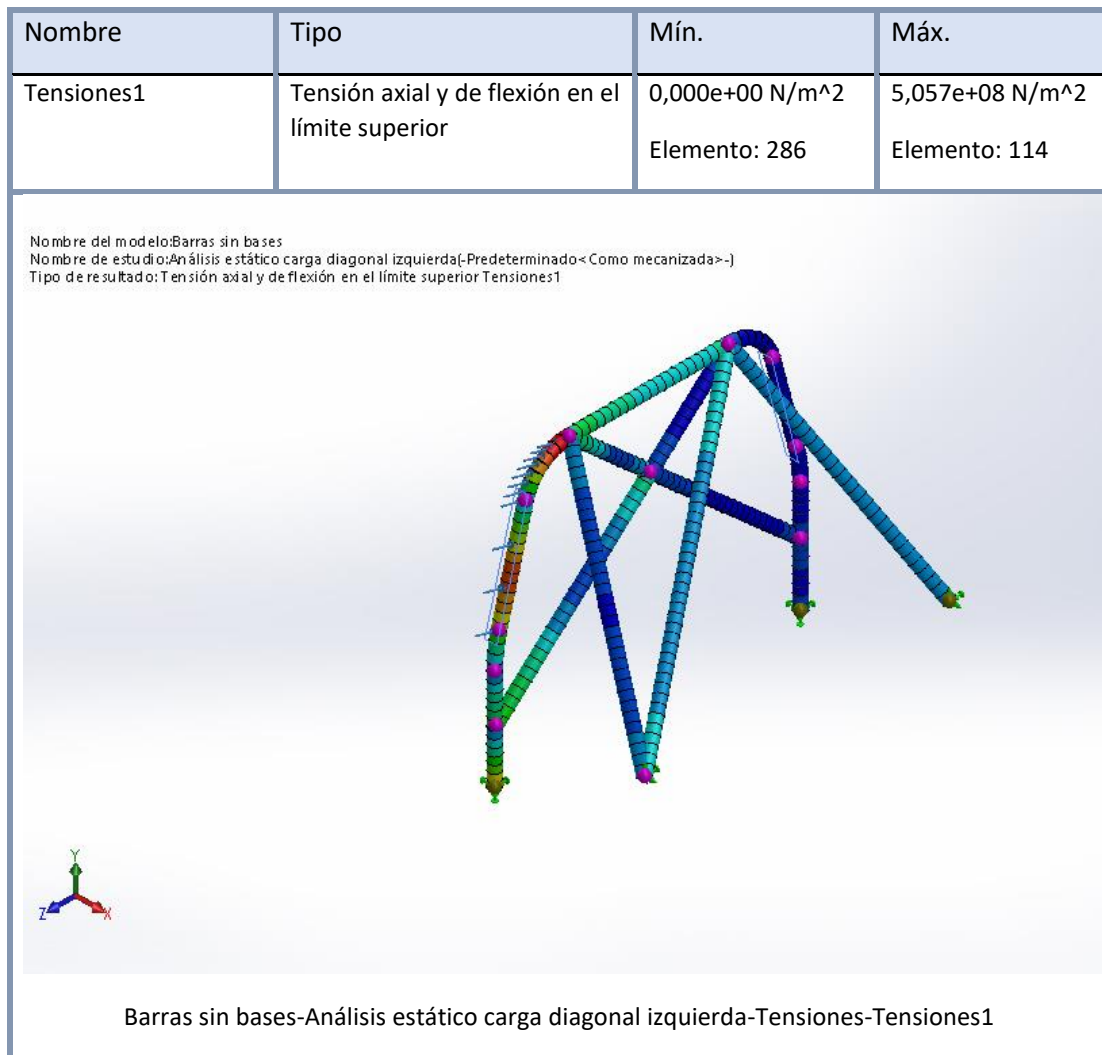 Nombre Tipo Mín. Máx.
Tensiones1 Tensión axial y de flexión en el 0,000e+00 N/m^2 5,057e+08 N/m^2
límite superior
Elemento: 286 Elemento: 114
Nombre del modelo:Barras sin bases
Nombre de estudio:Análisis estático carga diagonal izquierda(-Predeterminado<Como mecanizada>-)
Tipo de resultado: Tensión axial y de flexión en el límite superior Tensiones1
Y
Z X
Barras sin bases-Análisis estático carga diagonal izquierda-Tensiones-Tensiones1